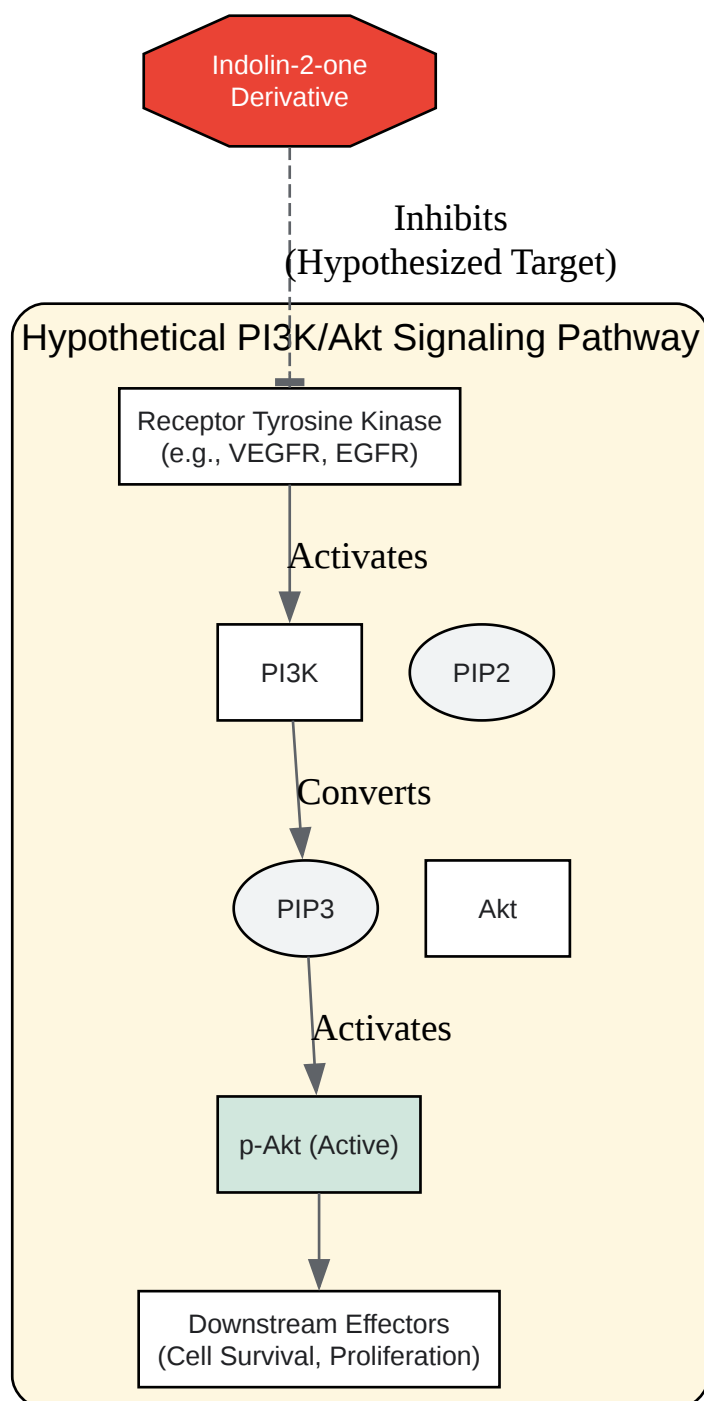 Indolin-2-one
Derivative
Inhibits
(Hypothesized Target)
Hypothetical PI3K/Akt Signaling Pathway
Receptor Tyrosine Kinase
(e.g., VEGFR, EGFR)
Activates
PI3K
PIP2
Converts
PIP3
Akt
Activates
p-Akt (Active)
Downstream Effectors
(Cell Survival, Proliferation)